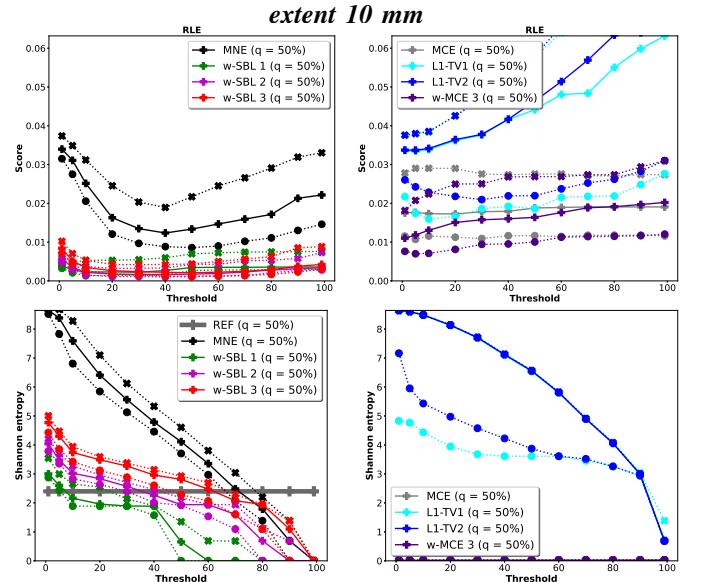 extent 10 mm
RLE
0.06
0.05
0.04
0.03
0.02
0.01
0.00
Score
0 20 40 60 80 100
Threshold
MNE (q = 50%)
w-SBL 1 (q = 50%)
w-SBL 2 (q = 50%)
w-SBL 3 (q = 50%)
RLE
0.06
0.05
0.04
0.03
0.02
0.01
0.00
Score
0 20 40 60 80 100
Threshold
MCE (q = 50%)
L1-TV1 (q = 50%)
L1-TV2 (q = 50%)
w-MCE 3 (q = 50%)
8
7
6
5
4
3
2
1
0
Shannon entropy
0 20 40 60 80 100
Threshold
REF (q = 50%)
MNE (q = 50%)
w-SBL 1 (q = 50%)
w-SBL 2 (q = 50%)
w-SBL 3 (q = 50%)
8
7
6
5
4
3
2
1
0
Shannon entropy
0 20 40 60 80 100
Threshold
MCE (q = 50%)
L1-TV1 (q = 50%)
L1-TV2 (q = 50%)
w-MCE 3 (q = 50%)